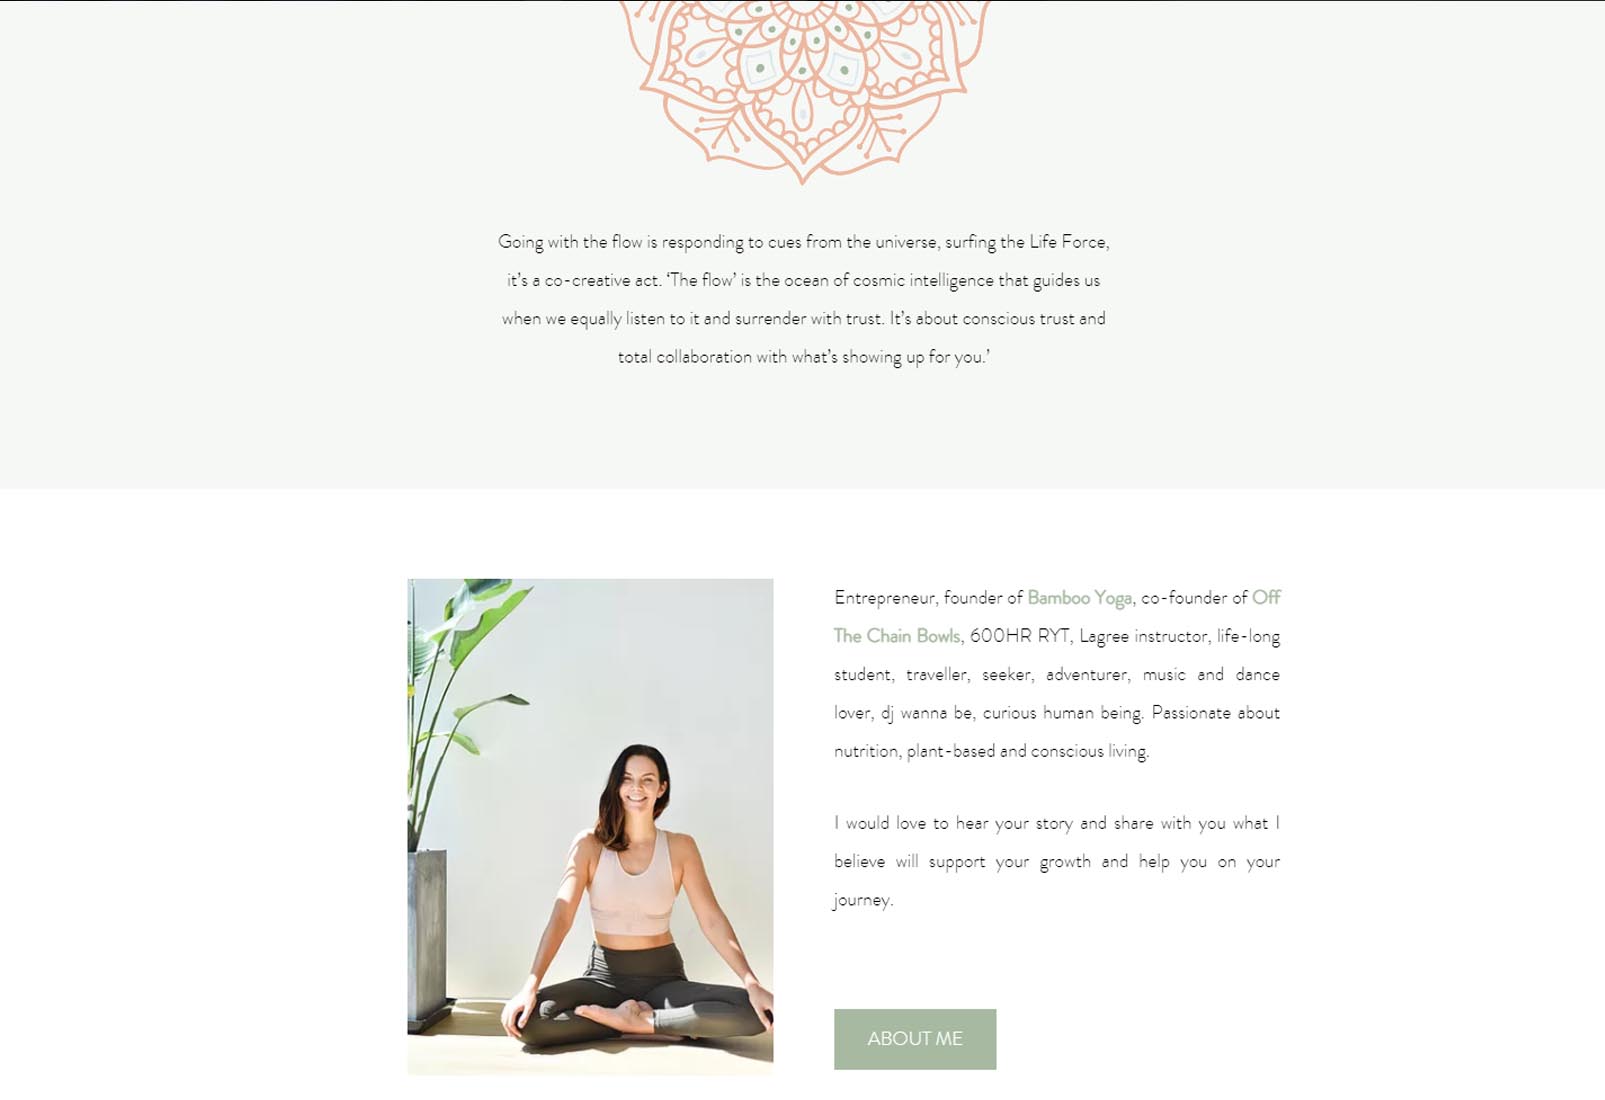 Going with the flow is responding to cues from the universe, surfing the Life Force,
it’s a co-creative act. ‘The flow’ is the ocean of cosmic intelligence that guides us
when we equally listen to it and surrender with trust. It’s about conscious trust and
total collaboration with what’s showing up for you.’
Entrepreneur, founder of Bamboo Yoga, co-founder of Off
The Chain Bowls, 600HR RYT, Lagree instructor, life-long
student, traveller, seeker, adventurer, music and dance
lover, dj wanna be, curious human being. Passionate about
nutrition, plant-based and conscious living.
I would love to hear your story and share with you what I
believe will support your growth and help you on your
journey.
ABOUT ME